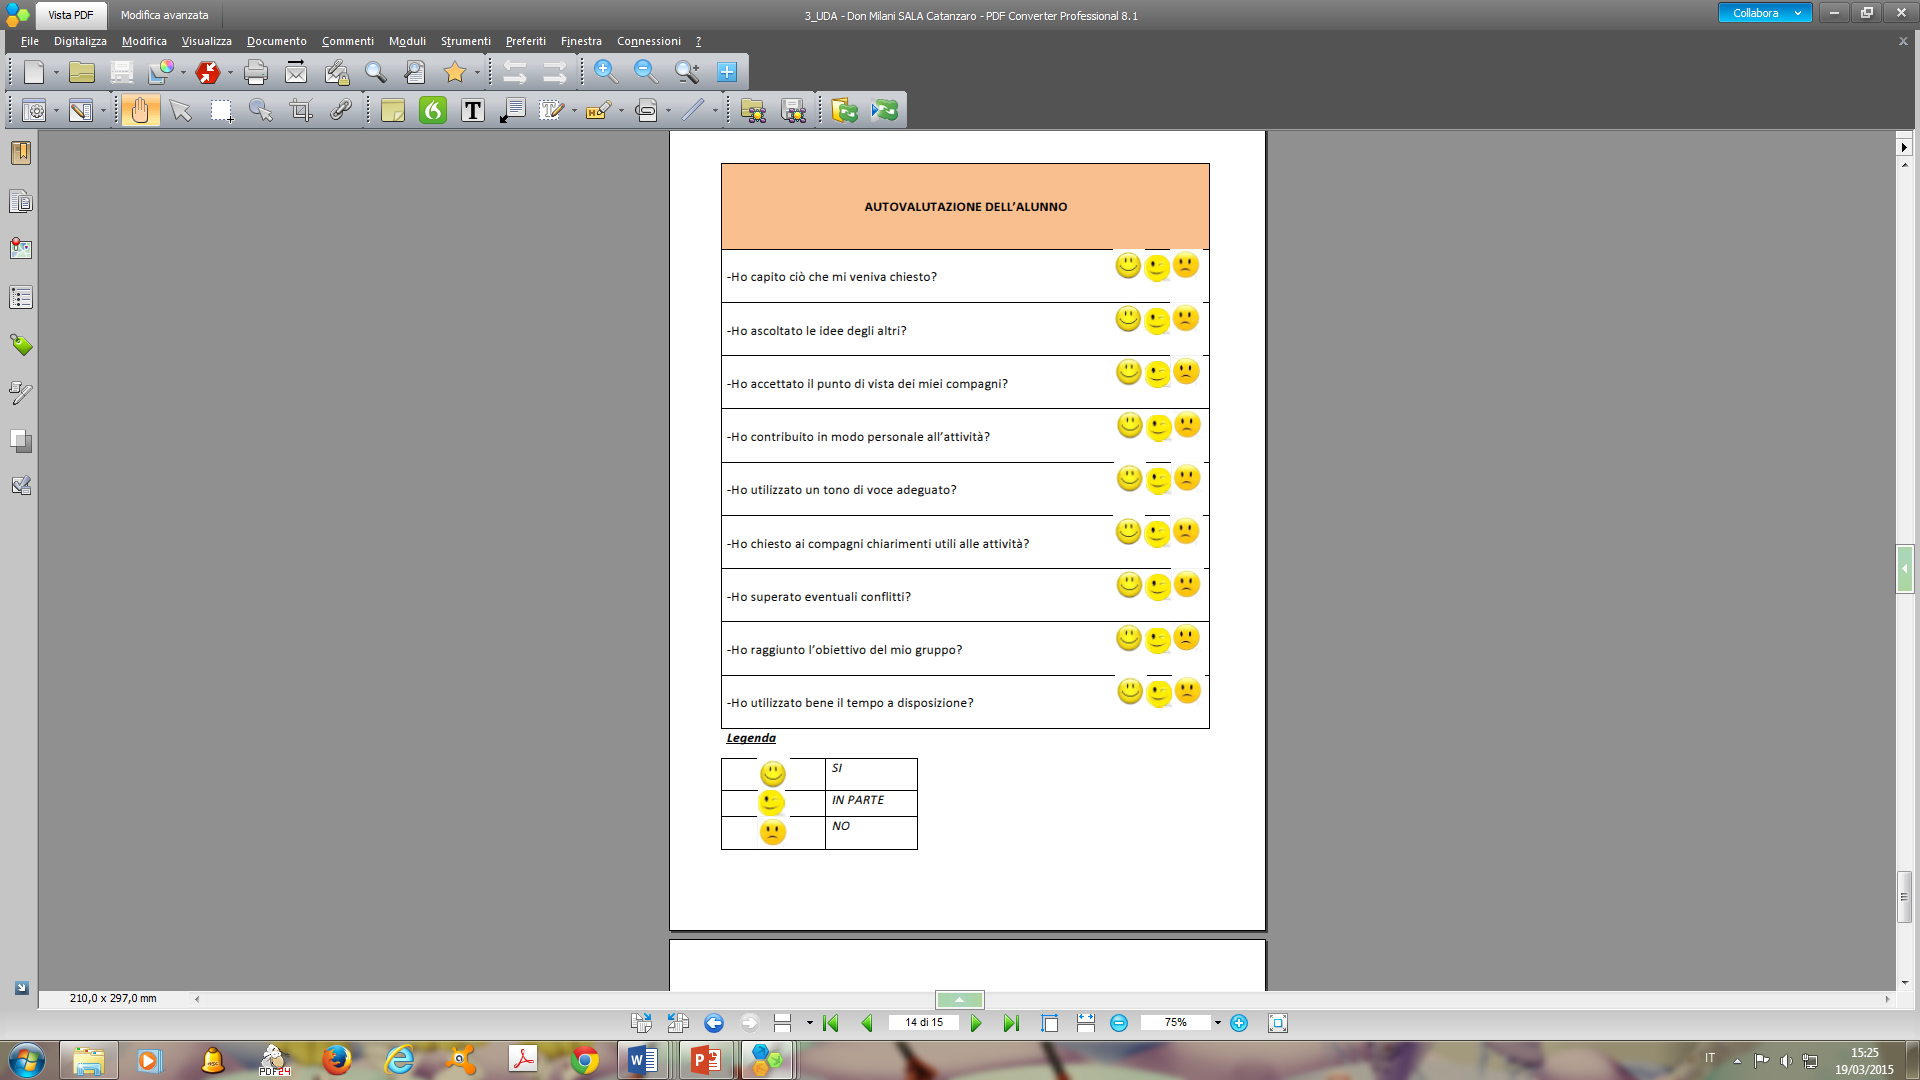 Vista PDF
Modifica avanzata
3_UDA - Don Milani SALA Catanzaro - PDF Converter Professional 8.1
Collabora
File Digitalizza Modifica Visualizza Documento Commenti Moduli Strumenti Preferiti Finestra Connessioni ?
AUTOVALUTAZIONE DELL’ALUNNO
-Ho capito ciò che mi veniva chiesto?
-Ho ascoltato le idee degli altri?
-Ho accettato il punto di vista dei miei compagni?
-Ho contribuito in modo personale all’attività?
-Ho utilizzato un tono di voce adeguato?
-Ho chiesto ai compagni chiarimenti utili alle attività?
-Ho superato eventuali conflitti?
-Ho raggiunto l’obiettivo del mio gruppo?
-Ho utilizzato bene il tempo a disposizione?
Legenda
SI
IN PARTE
NO
210,0 x 297,0 mm
14 di 15
75%
PDF24
IT
15:25
19/03/2015